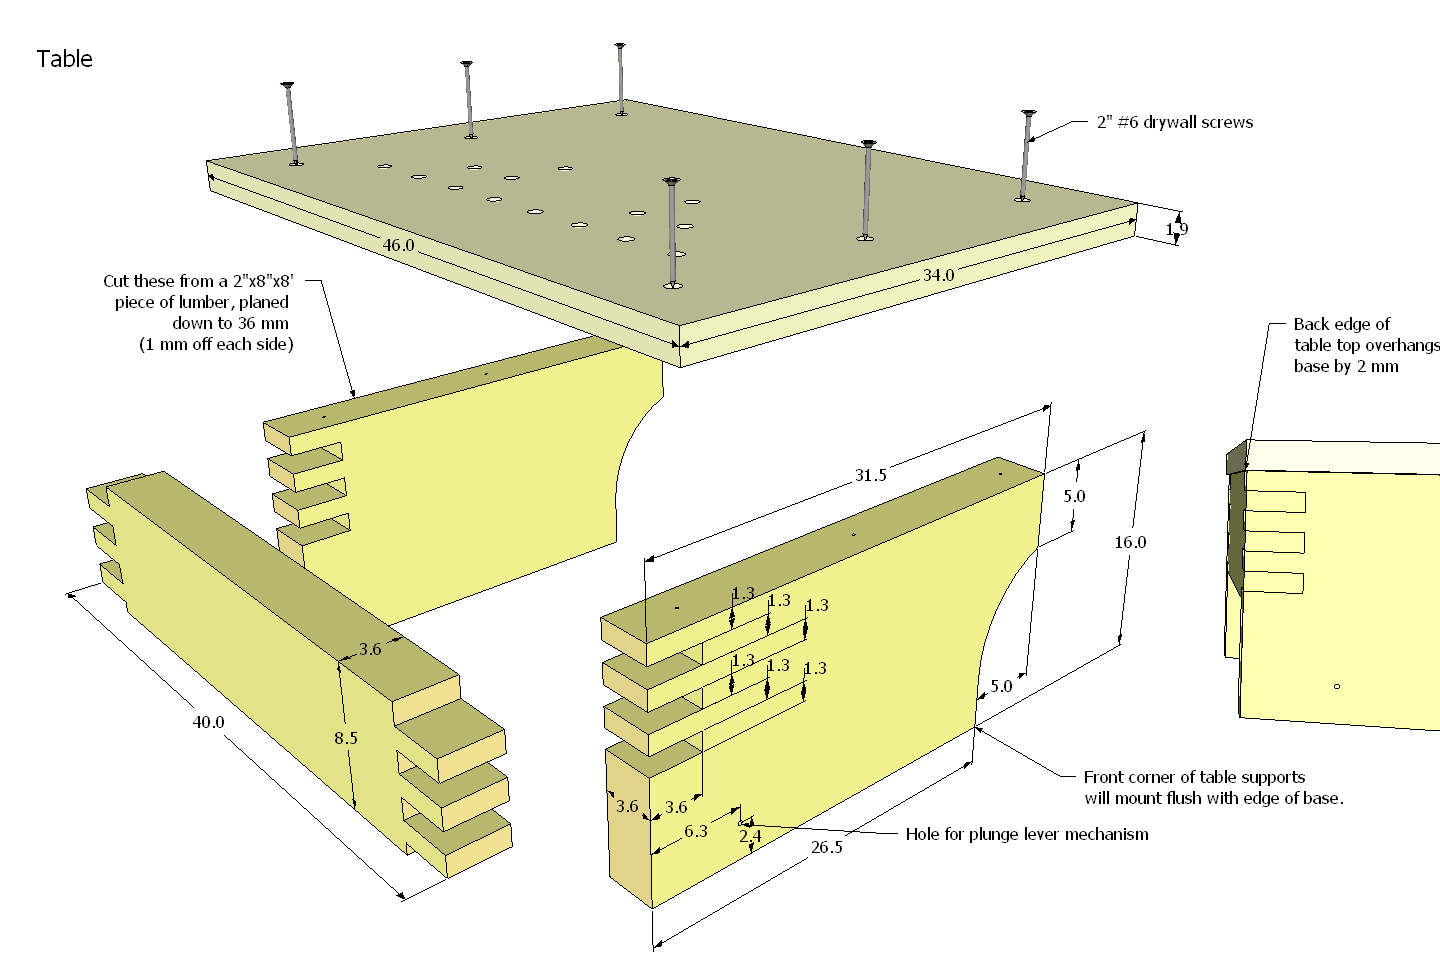 Table
2" #6 drywall screws
1.9
46.0
34.0
Cut these from a 2"x8"x8'
piece of lumber, planed
down to 36 mm
(1 mm off each side)
Back edge of
table top overhangs
base by 2 mm
31.5
5.0
16.0
1.3
1.3
1.3
1.3
1.3
1.3
3.6
40.0
8.5
5.0
3.6
3.6
6.3
2.4
26.5
Front corner of table supports
will mount flush with edge of base.
Hole for plunge lever mechanism